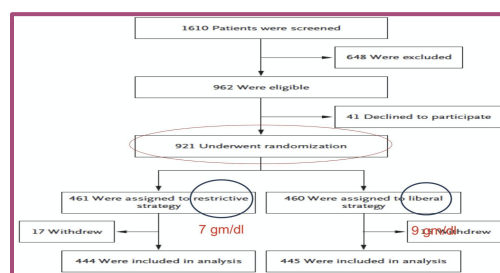 1610 Patients were screened
648 Were excluded
962 Were eligible
41 Declined to participate
921 Underwent randomization
461 Were assigned to restrictive
strategy
460 Were assigned to liberal
strategy
17 Withdrew
7 gm/dl
9 gm/dl
444 Were included in analysis
445 Were included in analysis